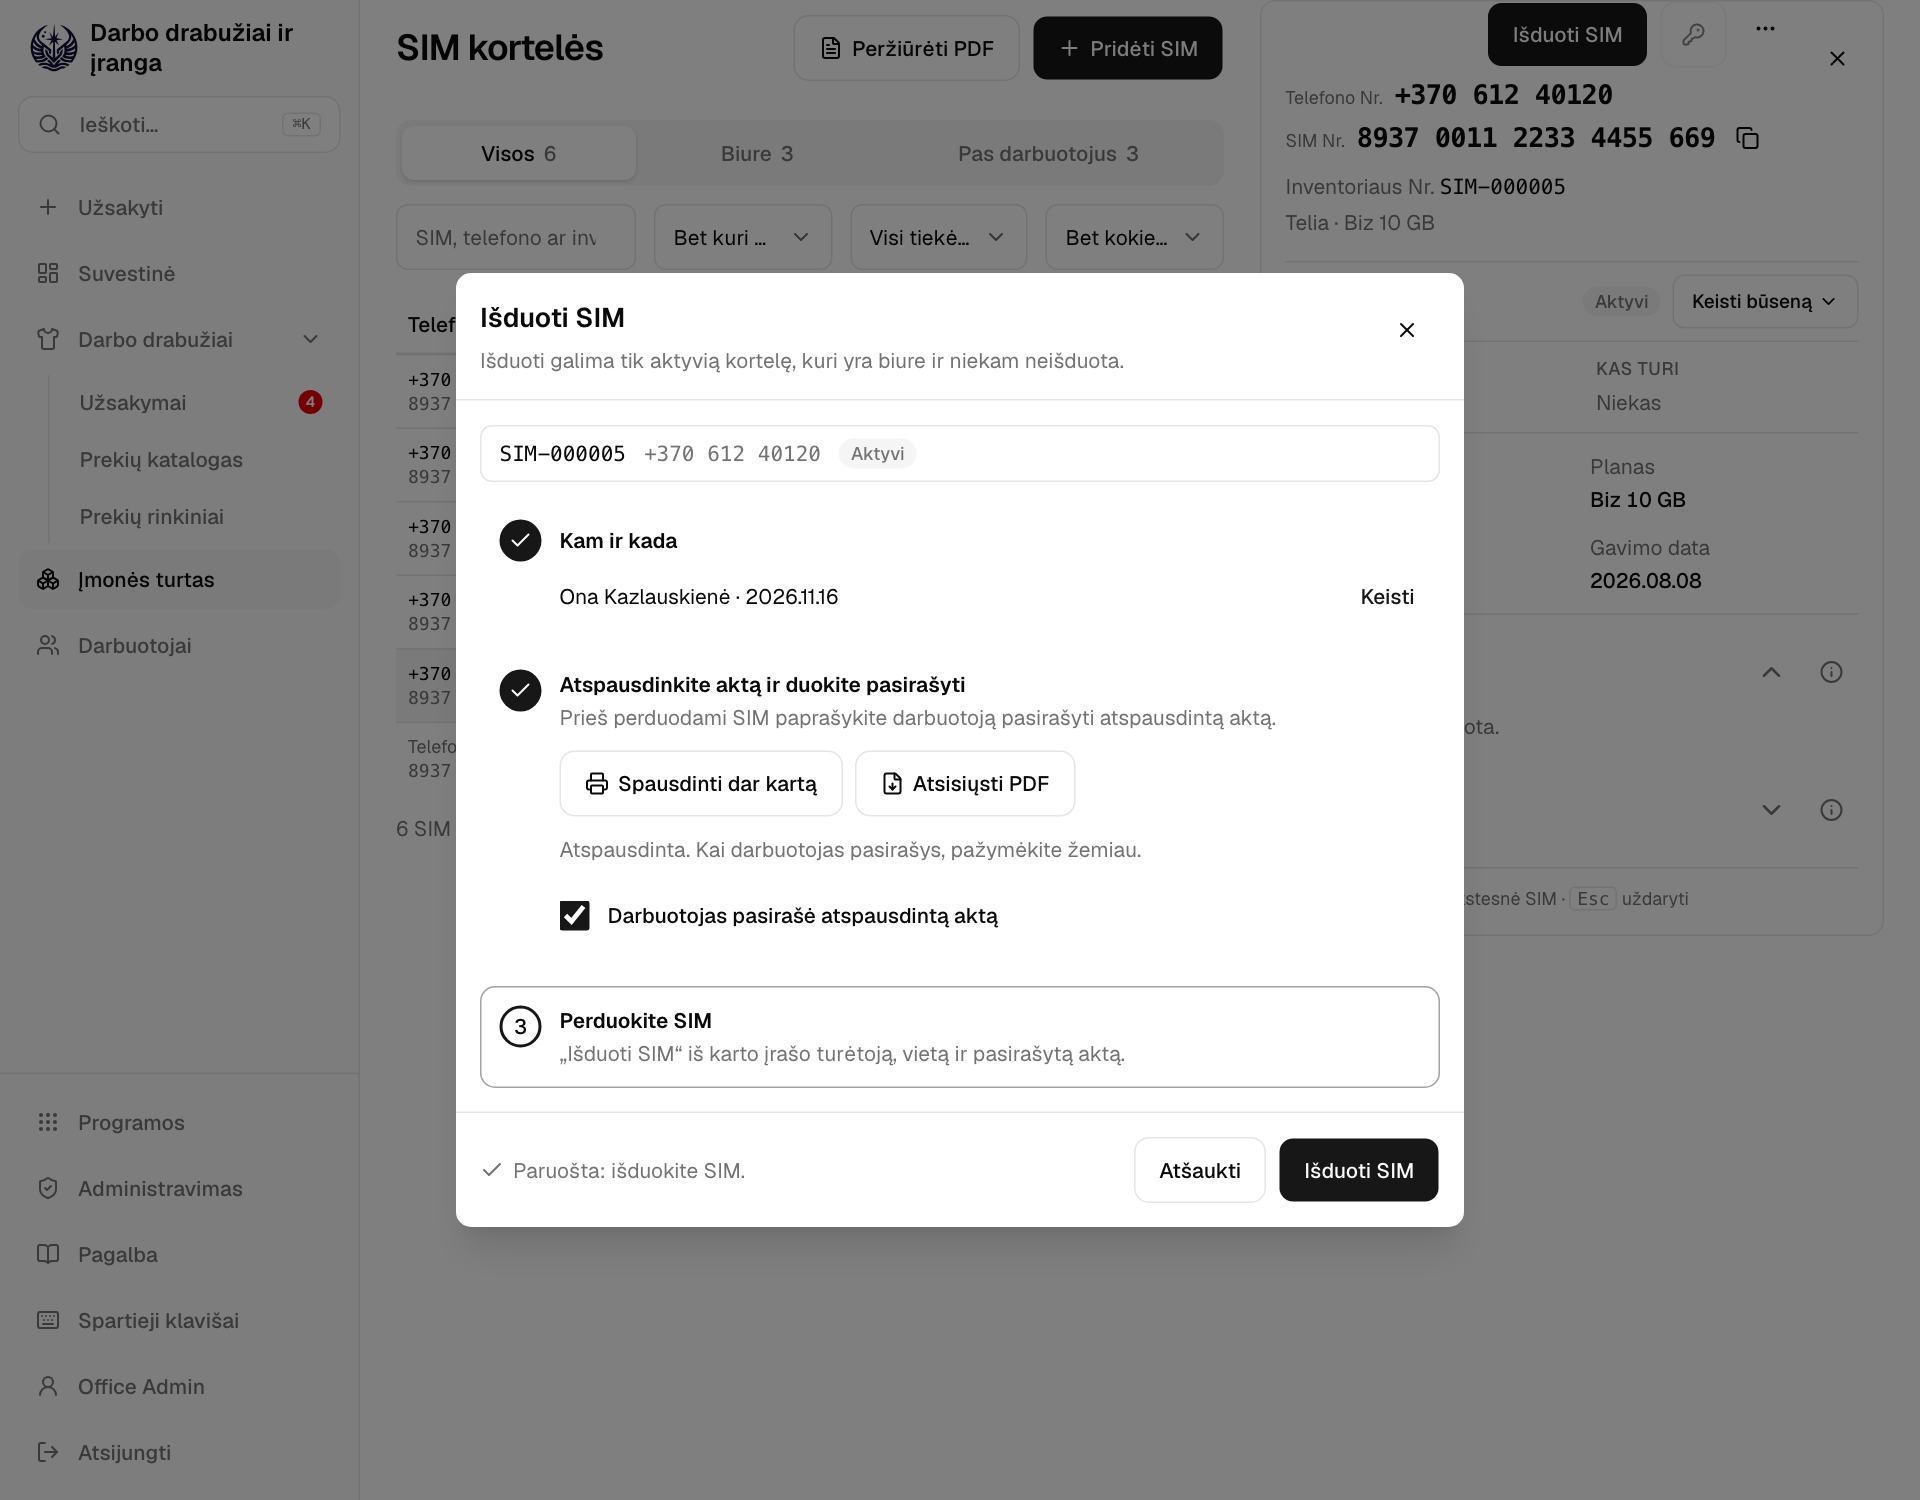 Darbo drabužiai ir
įranga
Ieškoti...
⌘K
Užsakyti
Suvestinė
Darbo drabužiai
Užsakymai
4
Prekių katalogas
Prekių rinkiniai
Įmonės turtas
Darbuotojai
Programos
Administravimas
Pagalba
Spartieji klavišai
Office Admin
Atsijungti
SIM kortelės
Peržiūrėti PDF
Pridėti SIM
Visos 6
Biure 3
Pas darbuotojus 3
SIM, telefono ar inv
Bet kuri ...
Visi tiekė...
Bet kokie...
Telef
+370
8937
+370
8937
+370
8937
+370
8937
+370
8937
Telefo
8937
6 SIM
Išduoti SIM
Telefono Nr. +370 612 40120
SIM Nr. 8937 0011 2233 4455 669
Inventoriaus Nr. SIM-000005
Telia · Biz 10 GB
Aktyvi
Keisti būseną
KAS TURI
Niekas
Planas
Biz 10 GB
Gavimo data
2026.08.08
ota.
stesnė SIM · Esc uždaryti
Išduoti SIM
Išduoti galima tik aktyvią kortelę, kuri yra biure ir niekam neišduota.
SIM-000005 +370 612 40120 Aktyvi
Kam ir kada
Ona Kazlauskienė · 2026.11.16
Keisti
Atspausdinkite aktą ir duokite pasirašyti
Prieš perduodami SIM paprašykite darbuotoją pasirašyti atspausdintą aktą.
Spausdinti dar kartą
Atsisiųsti PDF
Atspausdinta. Kai darbuotojas pasirašys, pažymėkite žemiau.
Darbuotojas pasirašė atspausdintą aktą
3
Perduokite SIM
„Išduoti SIM“ iš karto įrašo turėtoją, vietą ir pasirašytą aktą.
Paruošta: išduokite SIM.
Atšaukti
Išduoti SIM